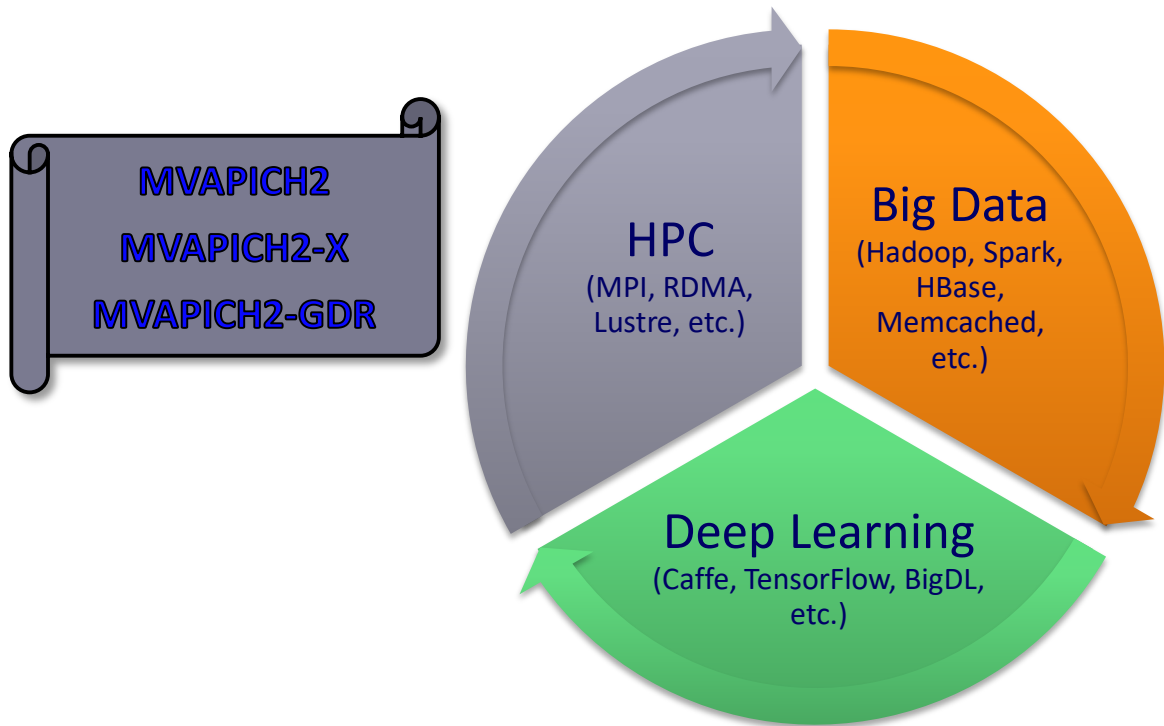 MVAPICH2
MVAPICH2-X
MVAPICH2-GDR
HPC
(MPI, RDMA,
Lustre, etc.)
Big Data
(Hadoop, Spark,
HBase,
Memcached,
etc.)
Deep Learning
(Caffe, TensorFlow, BigDL,
etc.)